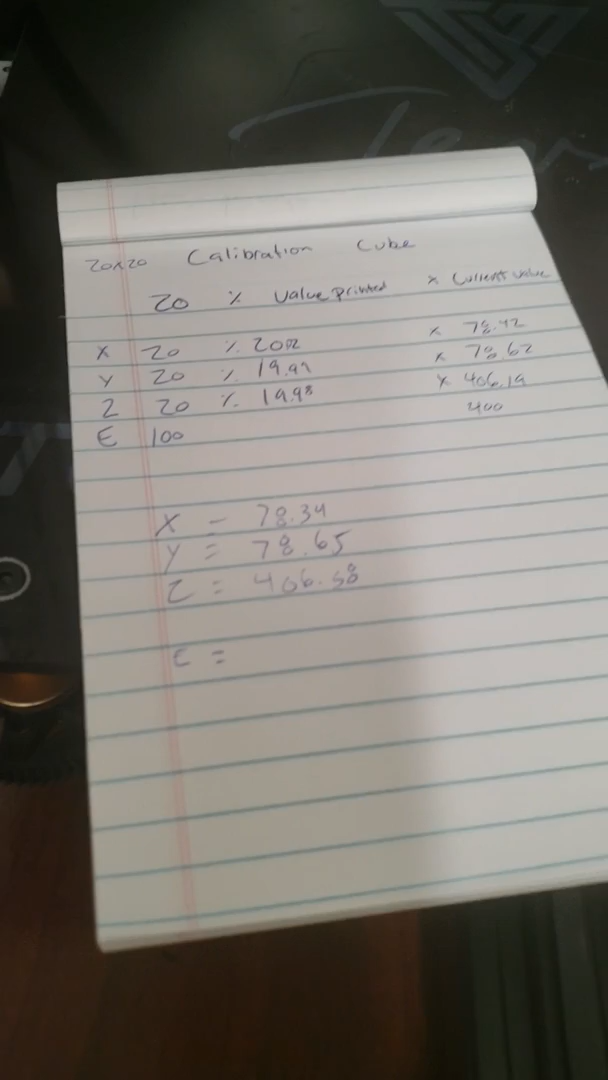 20x20 Calibration Cube
20 ⁒ Value printed x Current value
X 20 ⁒ 20.02 x 78.42
Y 20 ⁒ 19.99 x 78.62
Z 20 ⁒ 19.98 x 406.19
E 100 400
X = 78.34
Y = 78.65
Z = 406.58
E =